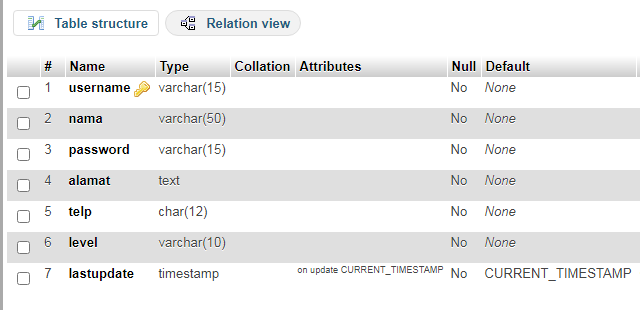 Table structure Relation view
# Name Type Collation Attributes Null Default
1 username varchar(15) No None
2 nama varchar(50) No None
3 password varchar(15) No None
4 alamat text No None
5 telp char(12) No None
6 level varchar(10) No None
7 lastupdate timestamp on update CURRENT_TIMESTAMP No CURRENT_TIMESTAMP